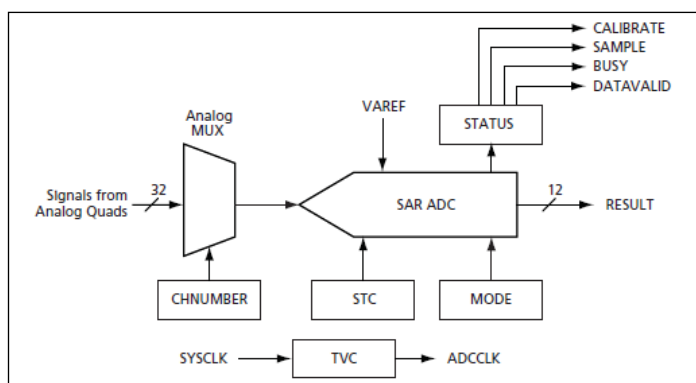 CALIBRATE
SAMPLE
BUSY
DATAVALID
Analog
MUX
VAREF
STATUS
Signals from
Analog Quads
32
SAR ADC
12
RESULT
CHNUMBER
STC
MODE
SYSCLK
TVC
ADCCLK